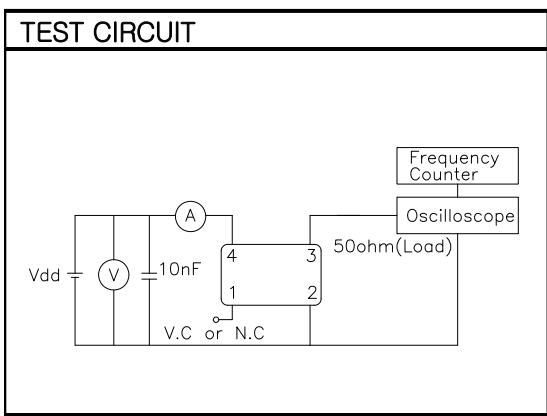 TEST CIRCUIT
Frequency
Counter
Oscilloscope
50ohm(Load)
A
Vdd
V
10nF
4
3
1
2
V.C or N.C